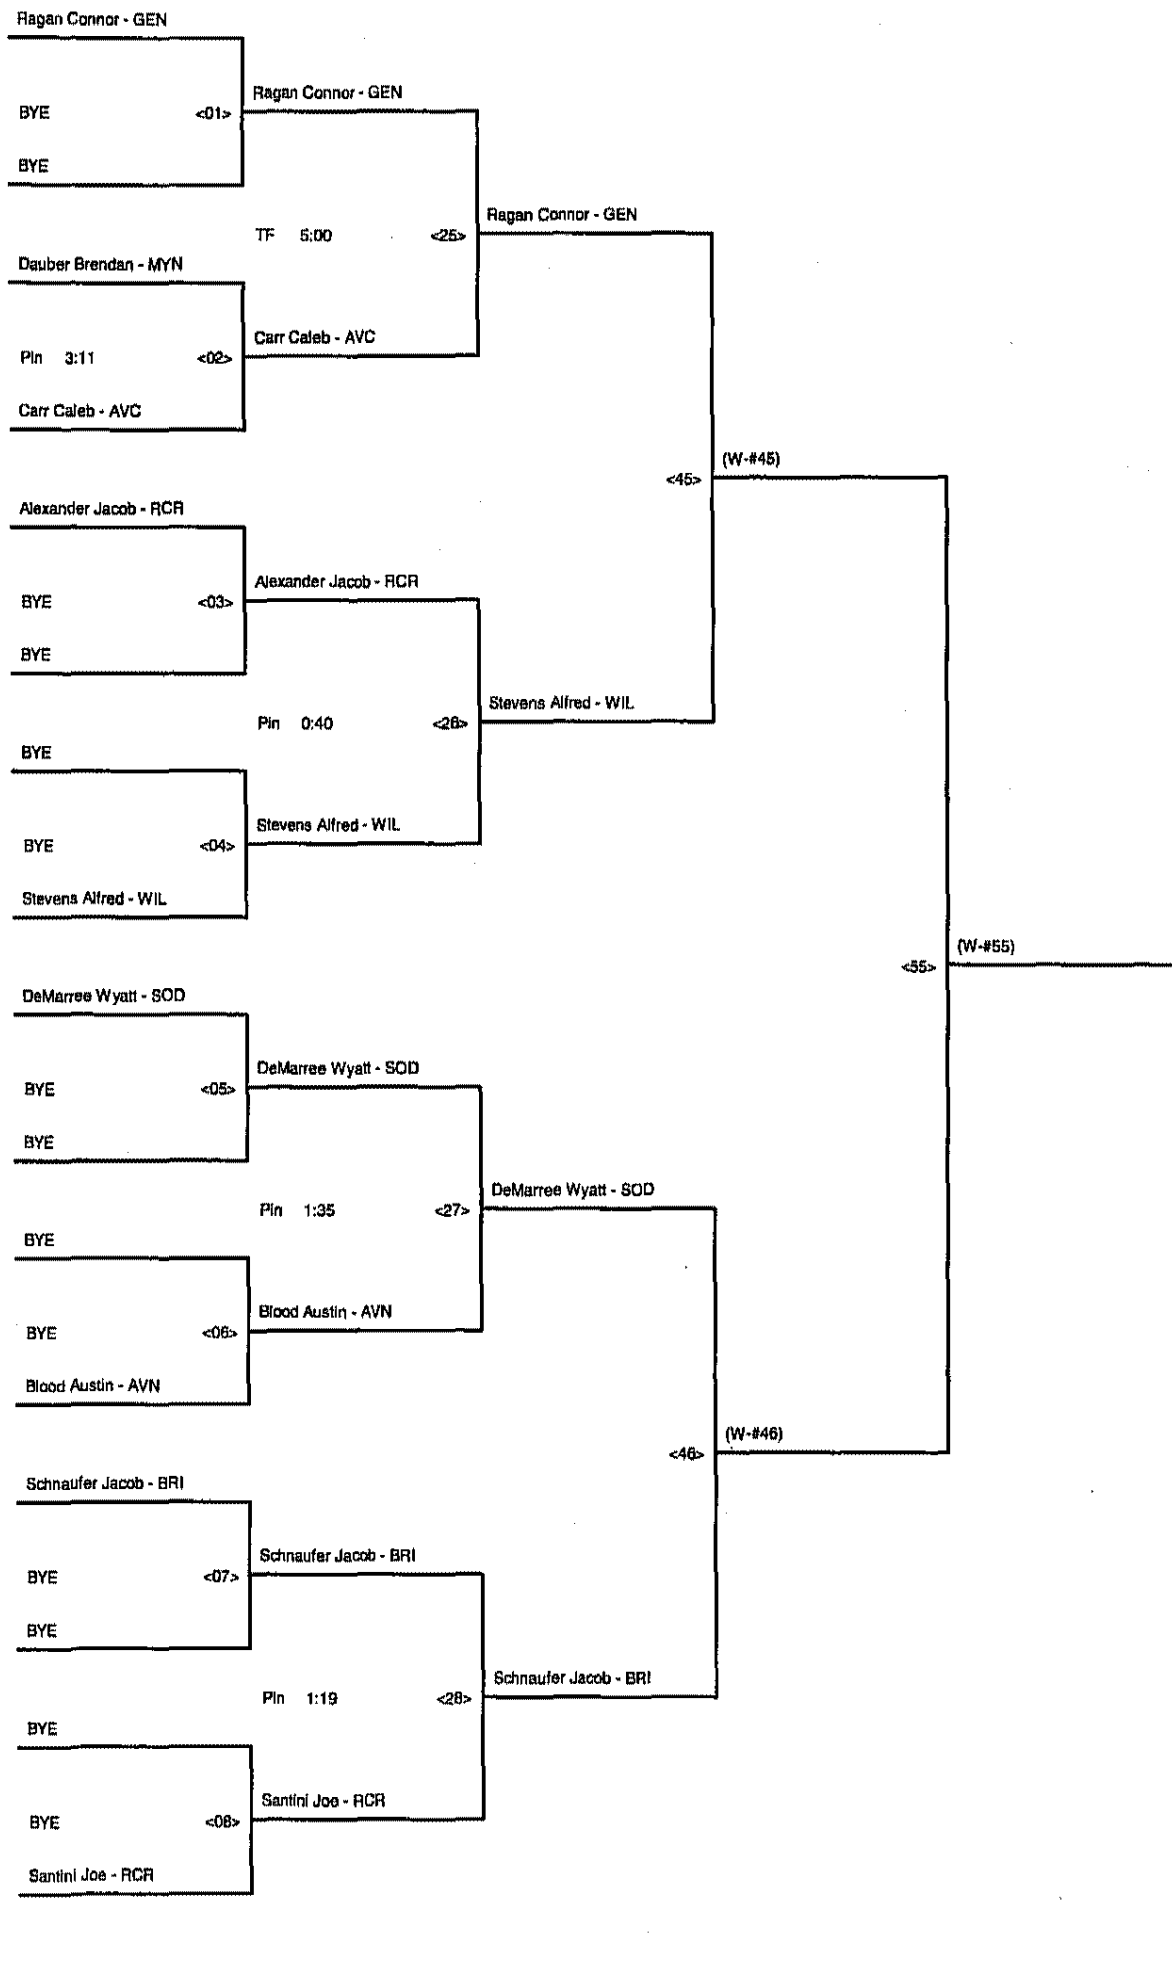 Ragan Connor - GEN
Ragan Connor - GEN
BYE <01>
BYE
Ragan Connor - GEN
TF 5:00 <25>
Dauber Brendan - MYN
Carr Caleb - AVC
Pin 3:11 <02>
Carr Caleb - AVC
(W-#45)
<45>
Alexander Jacob - RCR
Alexander Jacob - RCR
BYE <03>
BYE
Stevens Alfred - WIL
Pin 0:40 <26>
BYE
Stevens Alfred - WIL
BYE <04>
Stevens Alfred - WIL
(W-#55)
<55>
DeMarree Wyatt - SOD
DeMarree Wyatt - SOD
BYE <05>
BYE
DeMarree Wyatt - SOD
Pin 1:35 <27>
BYE
Blood Austin - AVN
BYE <06>
Blood Austin - AVN
(W-#46)
<46>
Schnaufer Jacob - BRI
Schnaufer Jacob - BRI
BYE <07>
BYE
Schnaufer Jacob - BRI
Pin 1:19 <28>
BYE
Santini Joe - RCR
BYE <08>
Santini Joe - RCR